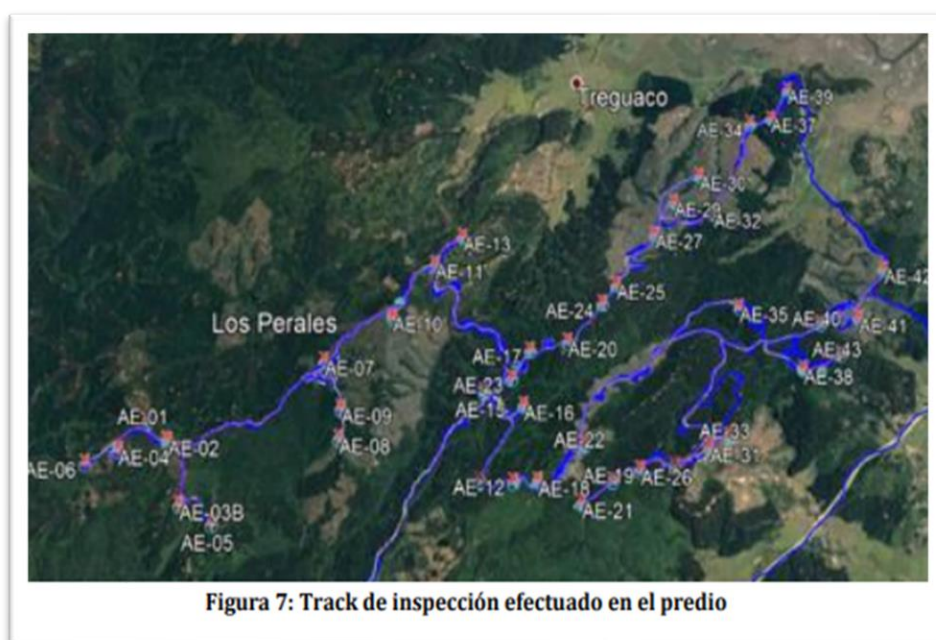 Treguaco
AE-39
AE-34
AE-37
AE-30
AE-29
AE-32
AE-27
AE-13
AE-11
AE-42
AE-25
AE-24
AE-35
AE-40
AE-41
Los Perales
AE-10
AE-20
AE-17
AE-43
AE-38
AE-07
AE-23
AE-15
AE-16
AE-09
AE-01
AE-08
AE-02
AE-04
AE-06
AE-22
AE-33
AE-31
AE-12
AE-18
AE-19
AE-26
AE-21
AE-03B
AE-05
Figura 7: Track de inspección efectuado en el predio